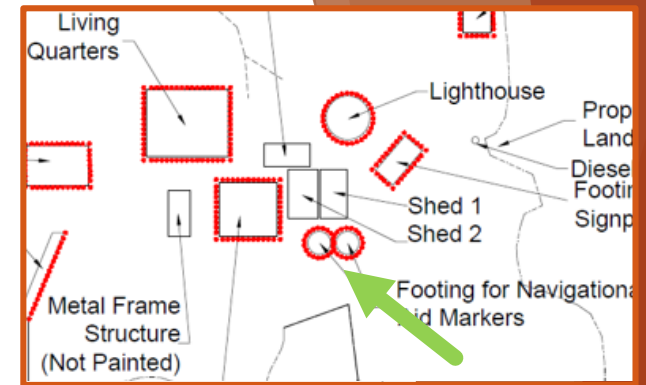 Living
Quarters
Lighthouse
Prop
Land
Diese
Footin
Signp
Shed 1
Shed 2
Footing for Navigationa
id Markers
Metal Frame
Structure
(Not Painted)